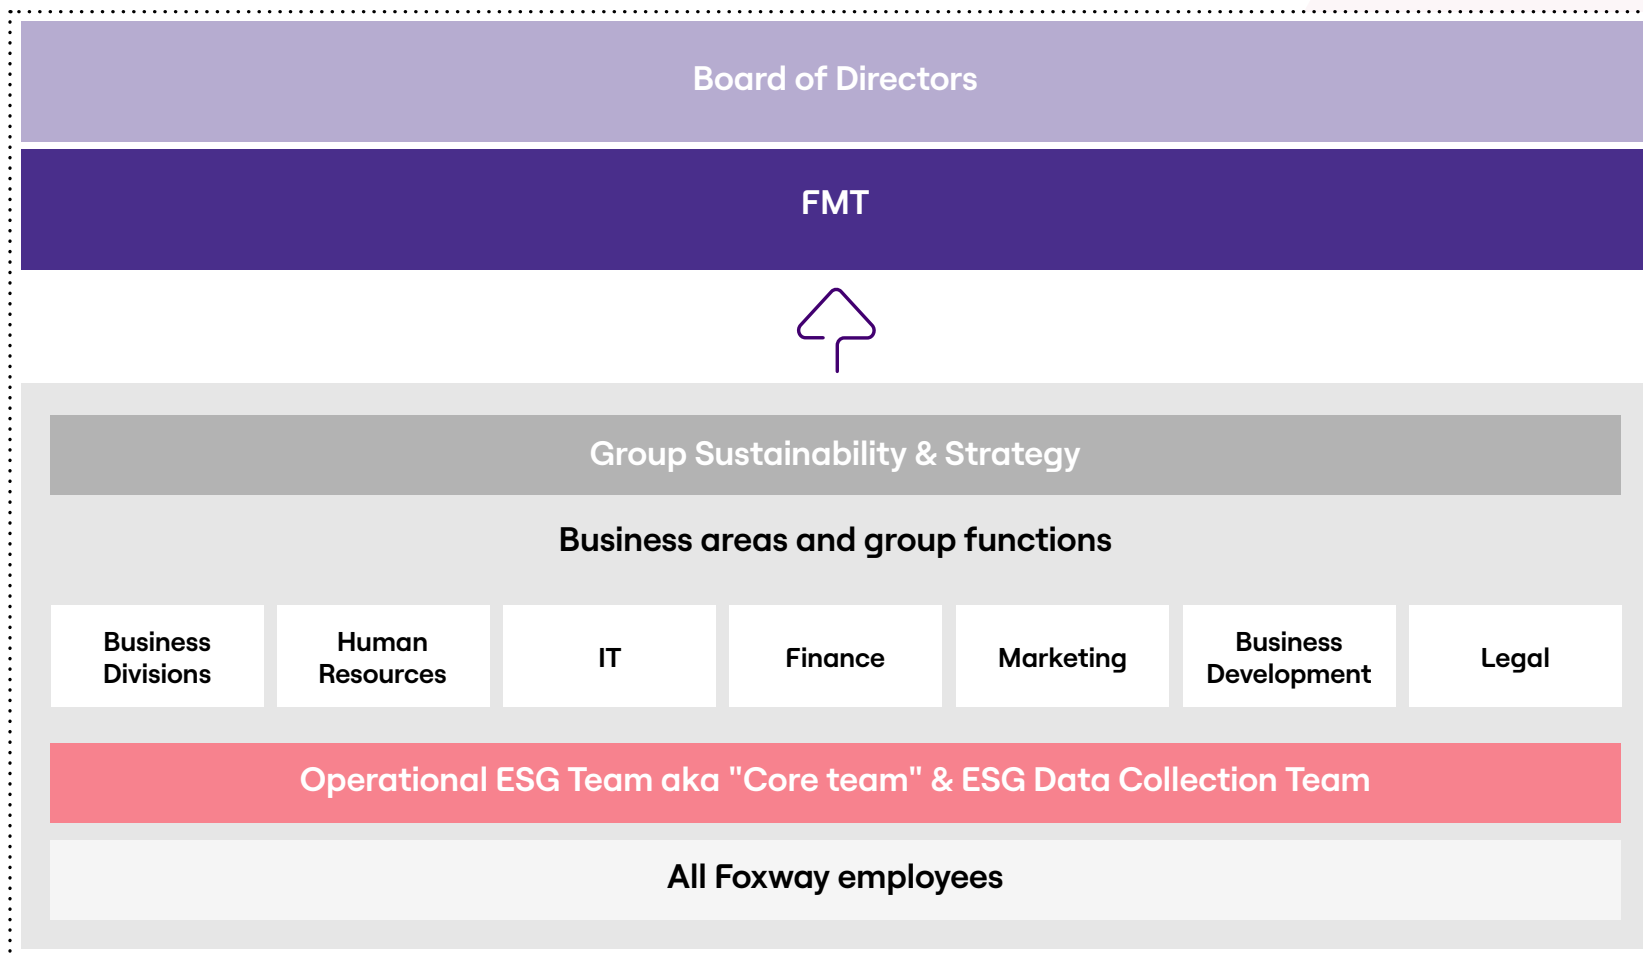 Board of Directors
FMT
Group Sustainability & Strategy
Business areas and group functions
Business
Divisions
Human
Resources
IT
Finance
Marketing
Business
Development
Legal
Operational ESG Team aka "Core team" & ESG Data Collection Team
All Foxway employees